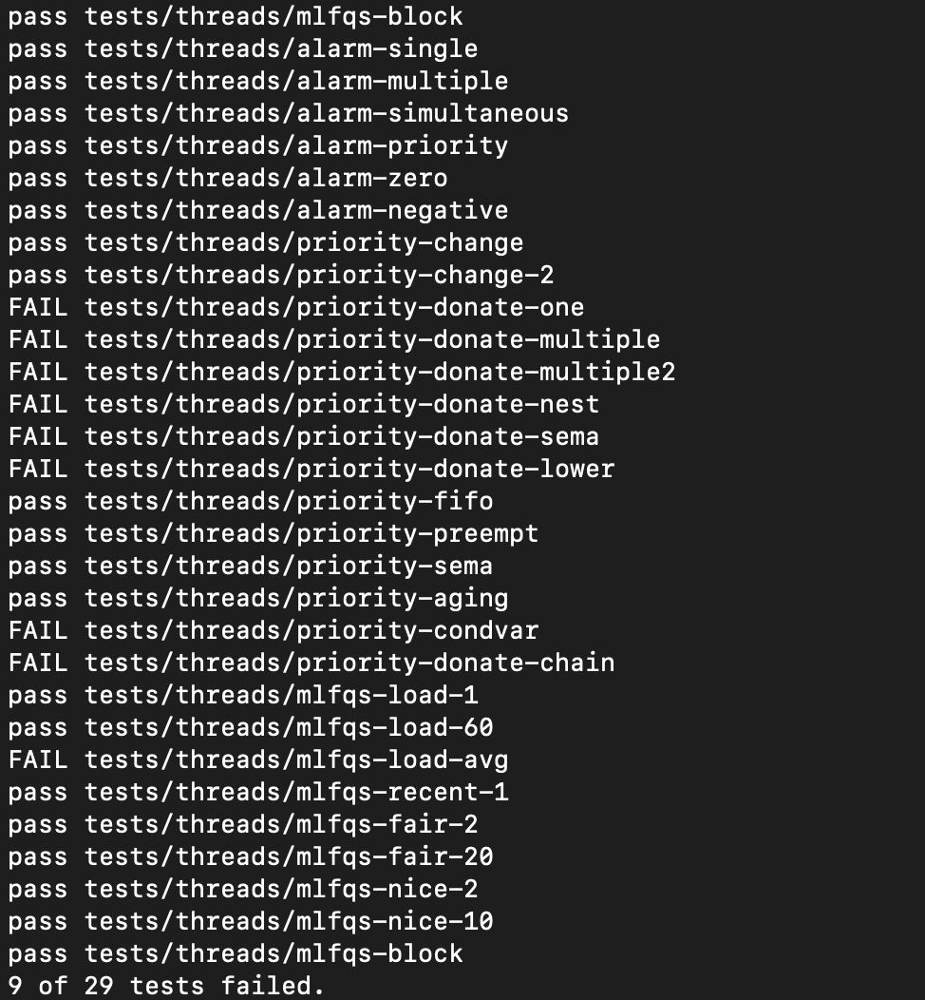 pass tests/threads/mlfqs-block
pass tests/threads/alarm-single
pass tests/threads/alarm-multiple
pass tests/threads/alarm-simultaneous
pass tests/threads/alarm-priority
pass tests/threads/alarm-zero
pass tests/threads/alarm-negative
pass tests/threads/priority-change
pass tests/threads/priority-change-2
FAIL tests/threads/priority-donate-one
FAIL tests/threads/priority-donate-multiple
FAIL tests/threads/priority-donate-multiple2
FAIL tests/threads/priority-donate-nest
FAIL tests/threads/priority-donate-sema
FAIL tests/threads/priority-donate-lower
pass tests/threads/priority-fifo
pass tests/threads/priority-preempt
pass tests/threads/priority-sema
pass tests/threads/priority-aging
FAIL tests/threads/priority-condvar
FAIL tests/threads/priority-donate-chain
pass tests/threads/mlfqs-load-1
pass tests/threads/mlfqs-load-60
FAIL tests/threads/mlfqs-load-avg
pass tests/threads/mlfqs-recent-1
pass tests/threads/mlfqs-fair-2
pass tests/threads/mlfqs-fair-20
pass tests/threads/mlfqs-nice-2
pass tests/threads/mlfqs-nice-10
pass tests/threads/mlfqs-block
9 of 29 tests failed.